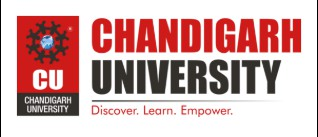 CU
CHANDIGARH
UNIVERSITY
CHANDIGARH
UNIVERSITY
Discover. Learn. Empower.